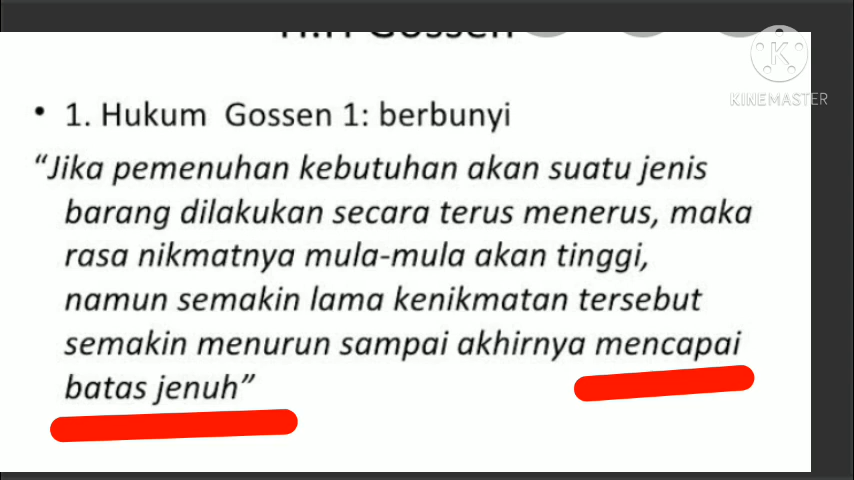 H.H Gossen
KINEMASTER
• 1. Hukum Gossen 1: berbunyi
“Jika pemenuhan kebutuhan akan suatu jenis
barang dilakukan secara terus menerus, maka
rasa nikmatnya mula-mula akan tinggi,
namun semakin lama kenikmatan tersebut
semakin menurun sampai akhirnya mencapai
batas jenuh”